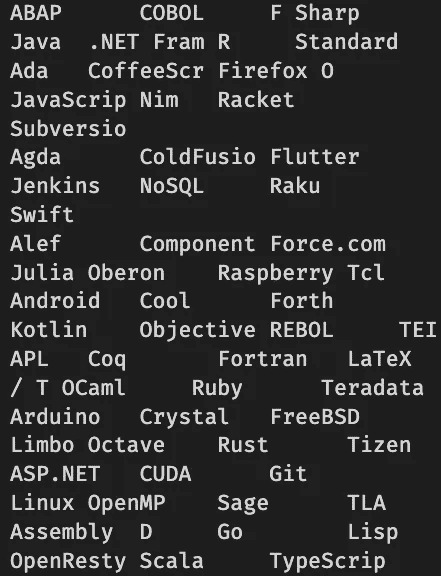 ABAP COBOL F Sharp
Java .NET Fram R Standard
Ada CoffeeScr Firefox O
JavaScrip Nim Racket
Subversio
Agda ColdFusio Flutter
Jenkins NoSQL Raku
Swift
Alef Component Force.com
Julia Oberon Raspberry Tcl
Android Cool Forth
Kotlin Objective REBOL TEI
APL Coq Fortran LaTeX
/ T OCaml Ruby Teradata
Arduino Crystal FreeBSD
Limbo Octave Rust Tizen
ASP.NET CUDA Git
Linux OpenMP Sage TLA
Assembly D Go Lisp
OpenResty Scala TypeScrip